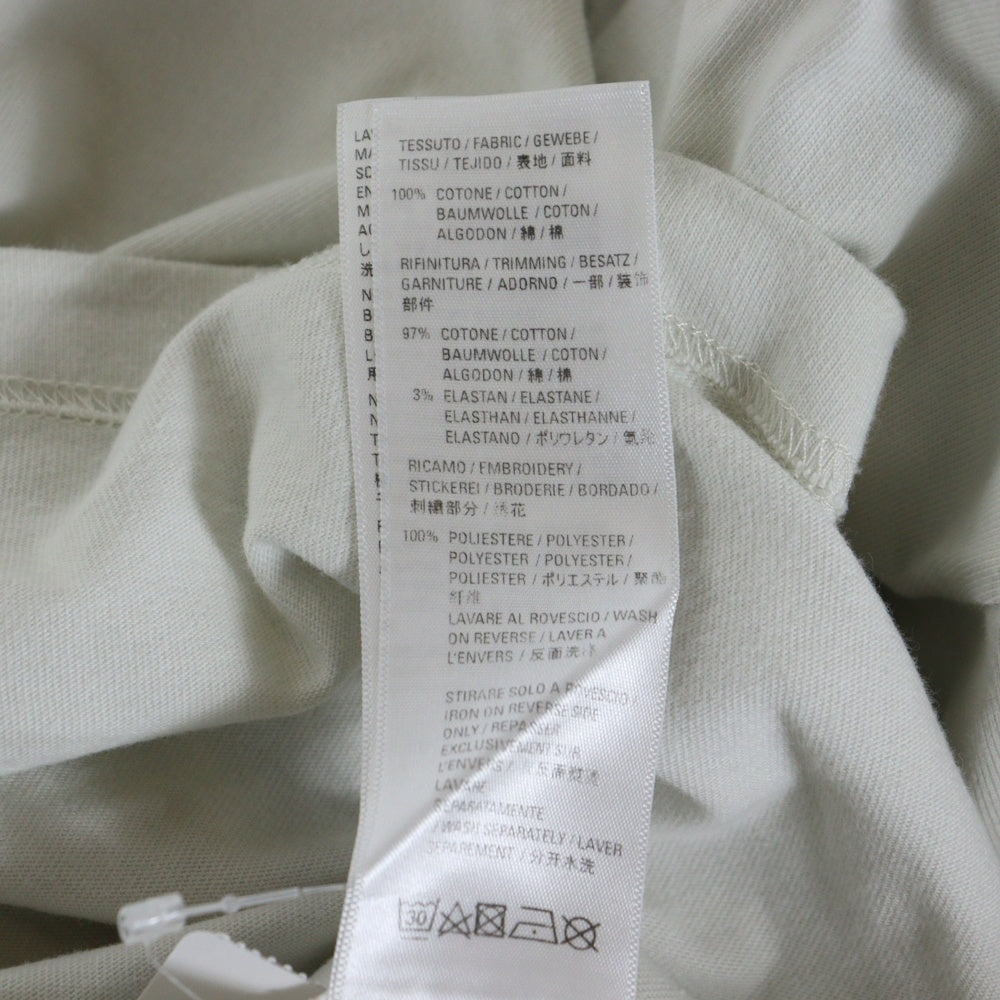 TESSUTO / FABRIC / GEWEBE /
TISSU / TEJIDO / 表地 / 面料
100% COTONE / COTTON /
BAUMWOLLE / COTON /
ALGODON / 綿 / 棉
RIFINITURA / TRIMMING / BESATZ /
GARNITURE / ADORNO / 一部 / 装饰
部件
97% COTONE / COTTON /
BAUMWOLLE / COTON /
ALGODON / 綿 / 棉
3% ELASTAN / ELASTANE /
ELASTHAN / ELASTHANNE /
ELASTANO / ポリウレタン / 氨纶
RICAMO / EMBROIDERY /
STICKEREI / BRODERIE / BORDADO /
刺繍部分 / 绣花
100% POLIESTERE / POLYESTER /
POLYESTER / POLYESTER /
POLIESTER / ポリエステル / 聚酯
纤维
LAVARE AL ROVESCIO / WASH
ON REVERSE / LAVER A
L'ENVERS / 反面洗涤
STIRARE SOLO A ROVESCIO /
IRON ON REVERSE SIDE
ONLY / REPASSER
EXCLUSIVEMENT SUR
L'ENVERS /
LAVARE
SEPARATAMENTE
/ WASH SEPARATELY / LAVER
SEPAREMENT / 分开水洗
30